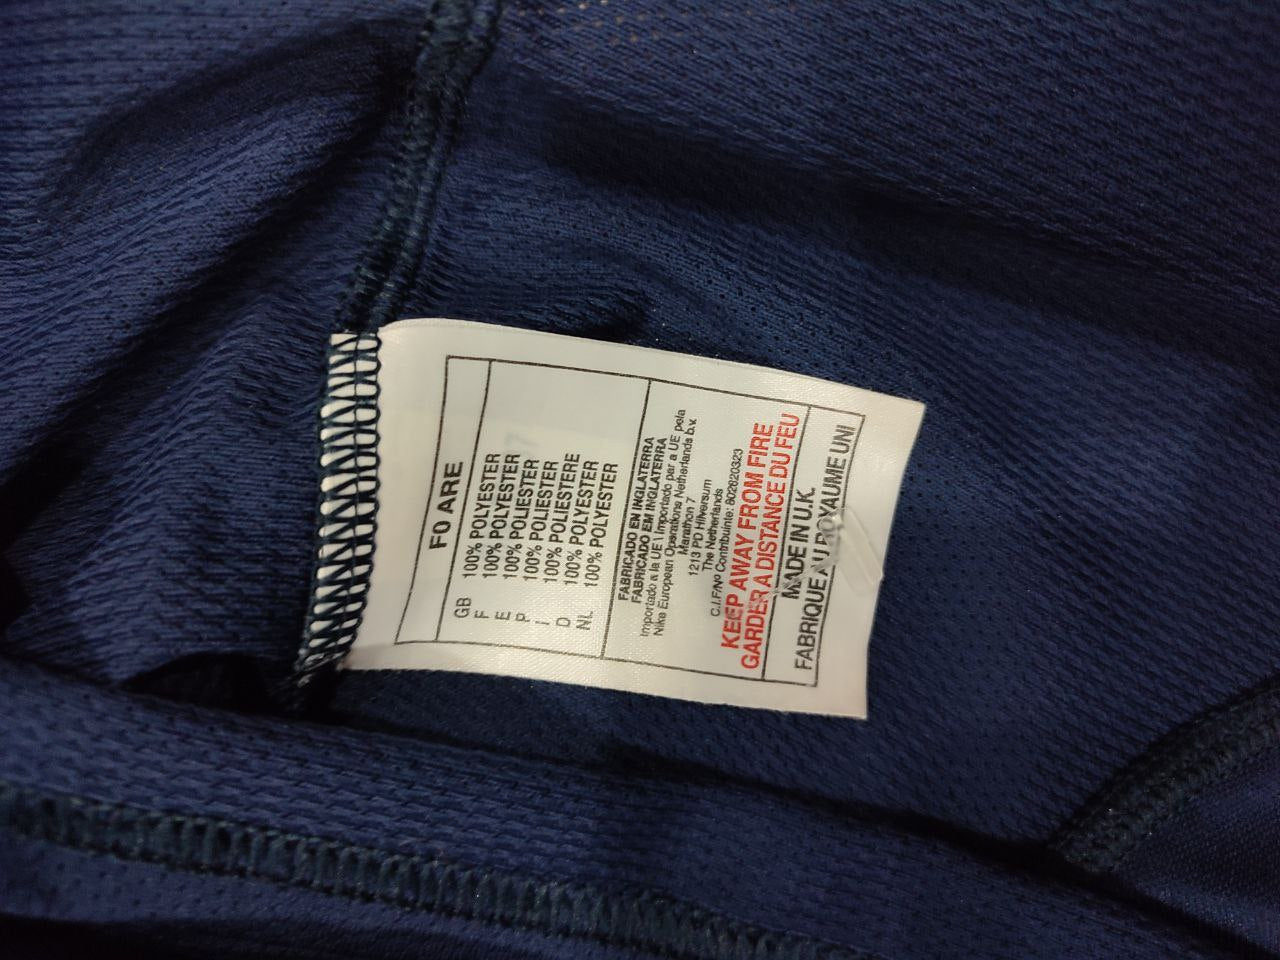 F0 ARE
GB 100% POLYESTER
F 100% POLYESTER
E 100% POLIESTER
P 100% POLIESTER
I 100% POLIESTERE
D 100% POLYESTER
NL 100% POLYESTER
FABRICADO EN INGLATERRA
FABRICADO EM INGLATERRA
Importado a la UE \ Importado par a UE pela
Nike European Operations Netherlands b.v.
Marathon 7
1213 PD Hilversum
The Netherlands
C.I.F/Nº Contribuinte: 802620323
KEEP AWAY FROM FIRE
GARDER A DISTANCE DU FEU
MADE IN U.K.
FABRIQUE AU ROYAUME UNI